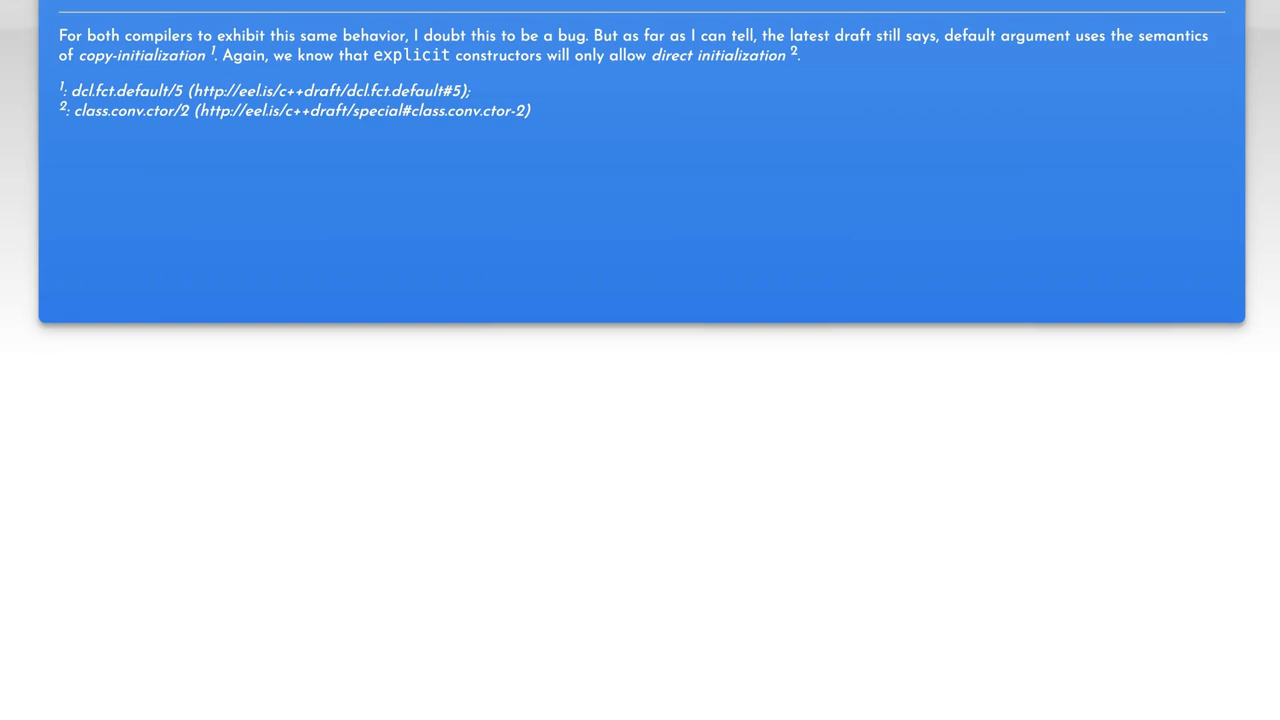 For both compilers to exhibit this same behavior, I doubt this to be a bug. But as far as I can tell, the latest draft still says, default argument uses the semantics
of copy-initialization 1. Again, we know that explicit constructors will only allow direct initialization 2.
1: dcl.fct.default/5 (http://eel.is/c++draft/dcl.fct.default#5);
2: class.conv.ctor/2 (http://eel.is/c++draft/special#class.conv.ctor-2)